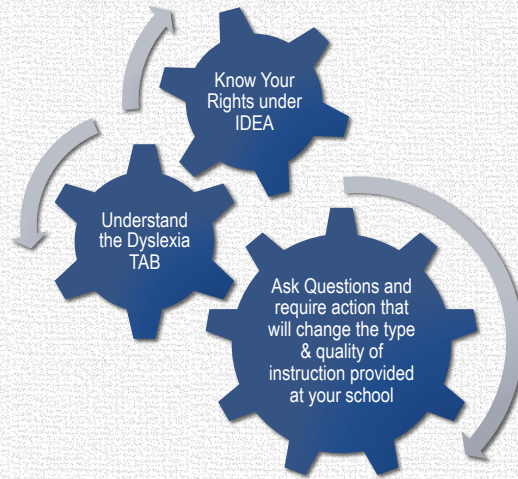 Know Your
Rights under
IDEA
Understand
the Dyslexia
TAB
Ask Questions and
require action that
will change the type
& quality of
instruction provided
at your school